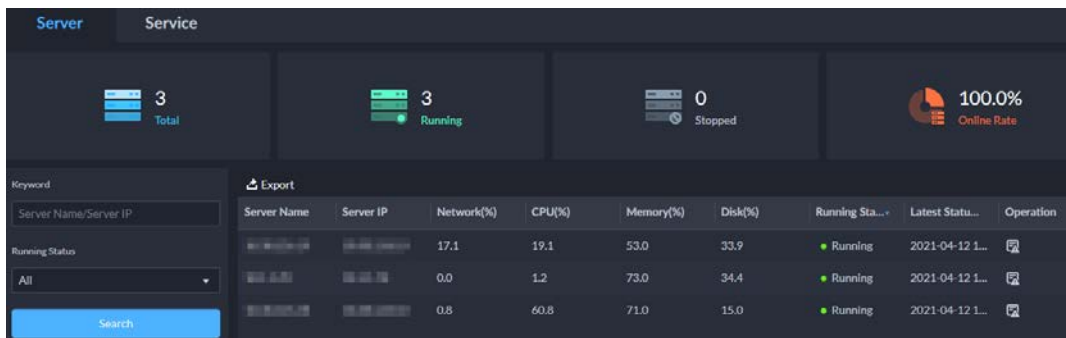 Server Service
3
Total
3
Running
0
Stopped
100.0%
Online Rate
Keyword
Server Name/Server IP
Running Status
All
Search
Export
Server Name Server IP Network(%) CPU(%) Memory(%) Disk(%) Running Sta... Latest Statu... Operation
17.1 19.1 53.0 33.9 Running 2021-04-12 1...
0.0 1.2 73.0 34.4 Running 2021-04-12 1...
0.8 60.8 71.0 15.0 Running 2021-04-12 1...